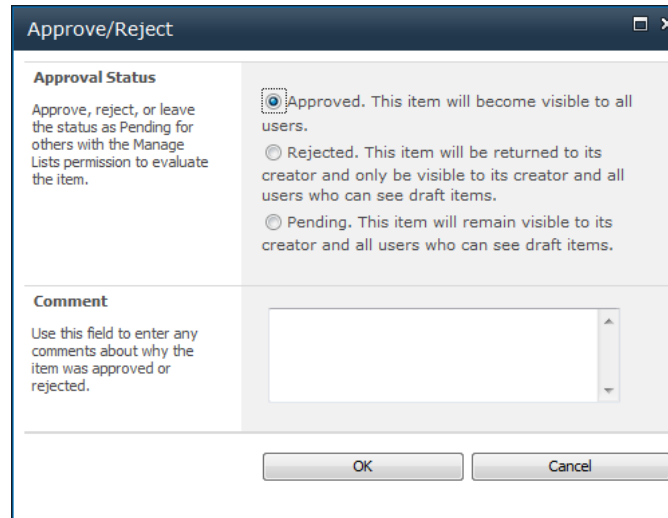 Approve/Reject
Approval Status
Approve, reject, or leave
the status as Pending for
others with the Manage
Lists permission to evaluate
the item.
Approved. This item will become visible to all
users.
Rejected. This item will be returned to its
creator and only be visible to its creator and all
users who can see draft items.
Pending. This item will remain visible to its
creator and all users who can see draft items.
Comment
Use this field to enter any
comments about why the
item was approved or
rejected.
OK
Cancel